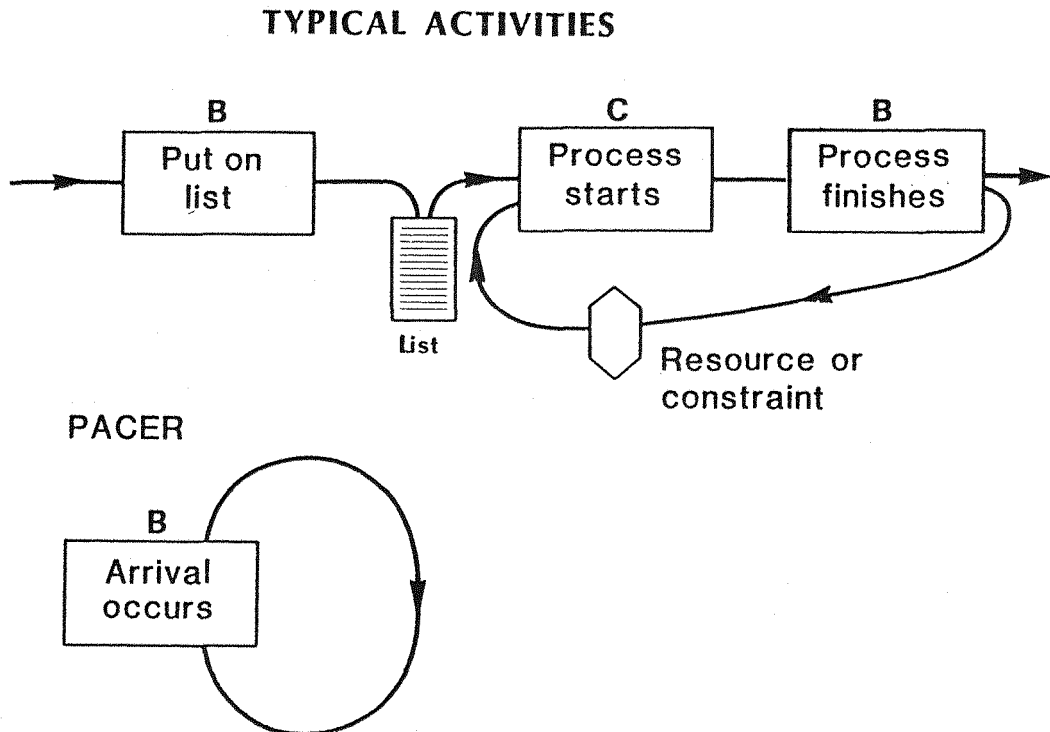 TYPICAL ACTIVITIES
B
Put on
list
C
Process
starts
B
Process
finishes
List
Resource or
constraint
PACER
B
Arrival
occurs